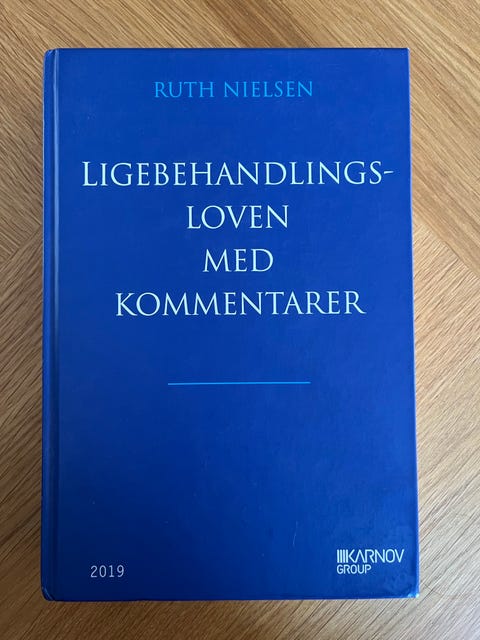 RUTH NIELSEN
LIGEBEHANDLINGS-
LOVEN
MED
KOMMENTARER
2019
KARNOV
GROUP